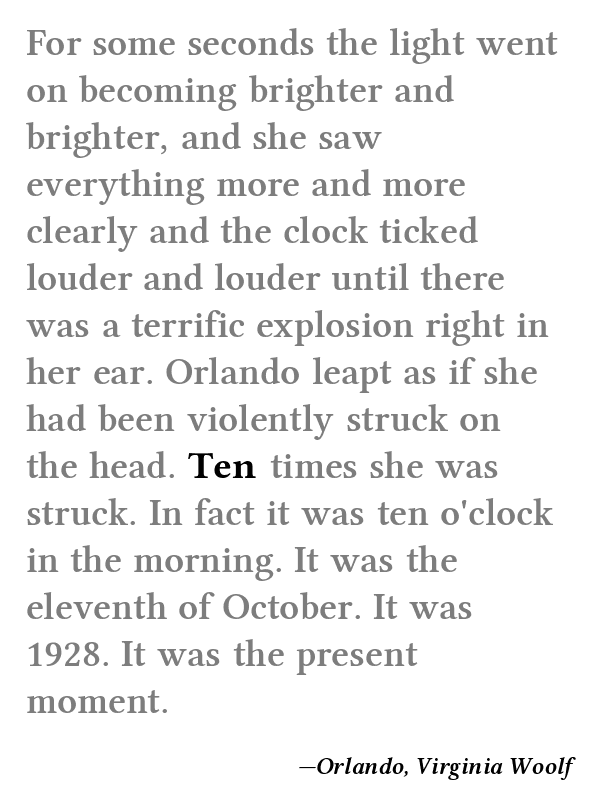 For some seconds the light went
on becoming brighter and
brighter, and she saw
everything more and more
clearly and the clock ticked
louder and louder until there
was a terrific explosion right in
her ear. Orlando leapt as if she
had been violently struck on
the head. Ten times she was
struck. In fact it was ten o'clock
in the morning. It was the
eleventh of October. It was
1928. It was the present
moment.
—Orlando, Virginia Woolf